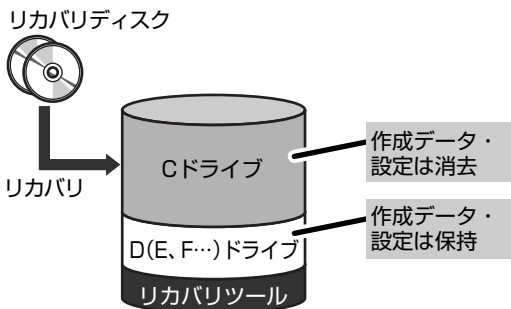 リカバリディスク
リカバリ
Cドライブ
作成データ・
設定は消去
D(E、F…)ドライブ
作成データ・
設定は保持
リカバリツール